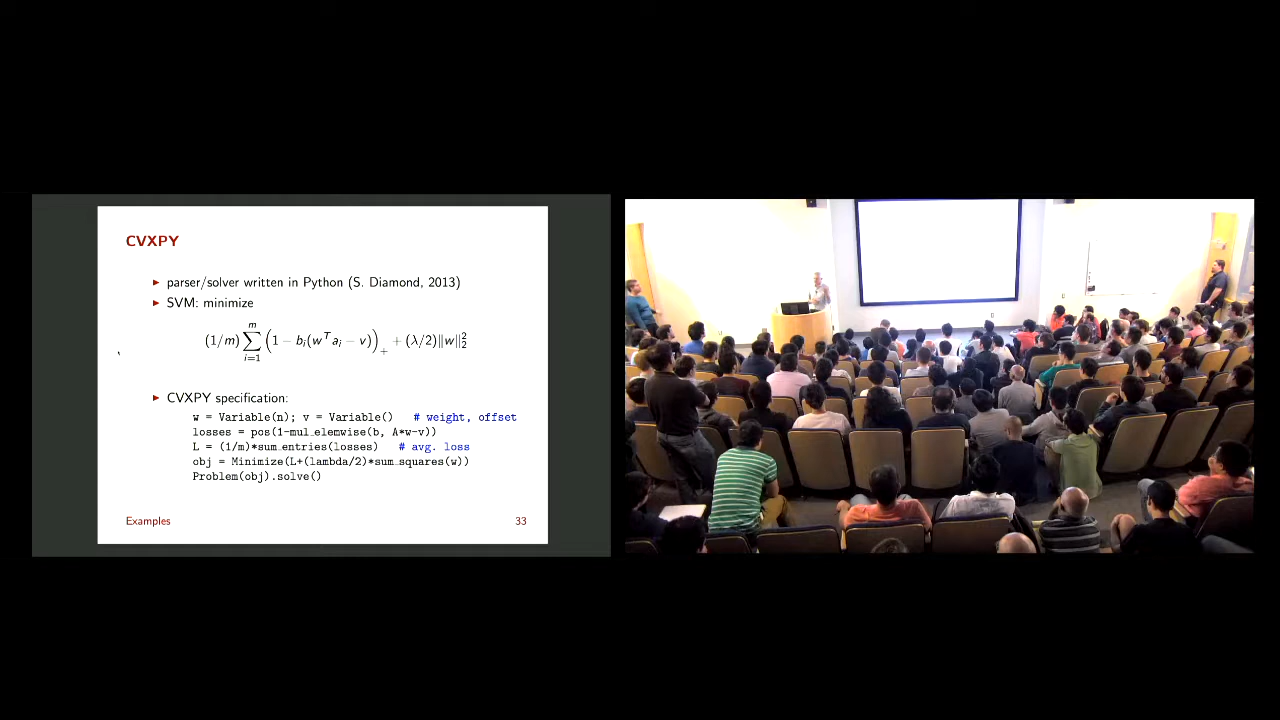 CVXPY
▶ parser/solver written in Python (S. Diamond, 2013)
▶ SVM: minimize
(1/m) ∑_{i=1}^{m} (1 − b_i(w^T a_i − v))_+ + (λ/2)‖w‖_2^2
▶ CVXPY specification:
w = Variable(n); v = Variable() # weight, offset
losses = pos(1-mul_elemwise(b, A*w-v))
L = (1/m)*sum_entries(losses) # avg. loss
obj = Minimize(L+(lambda/2)*sum_squares(w))
Problem(obj).solve()
Examples 33